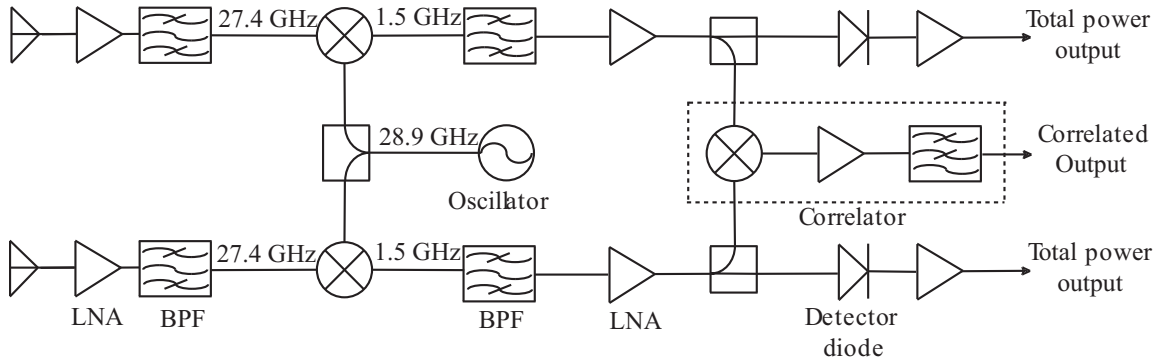 27.4 GHz
1.5 GHz
Total power
output
28.9 GHz
Oscillator
Correlated
Output
Correlator
27.4 GHz
1.5 GHz
Total power
output
LNA
BPF
BPF
LNA
Detector
diode